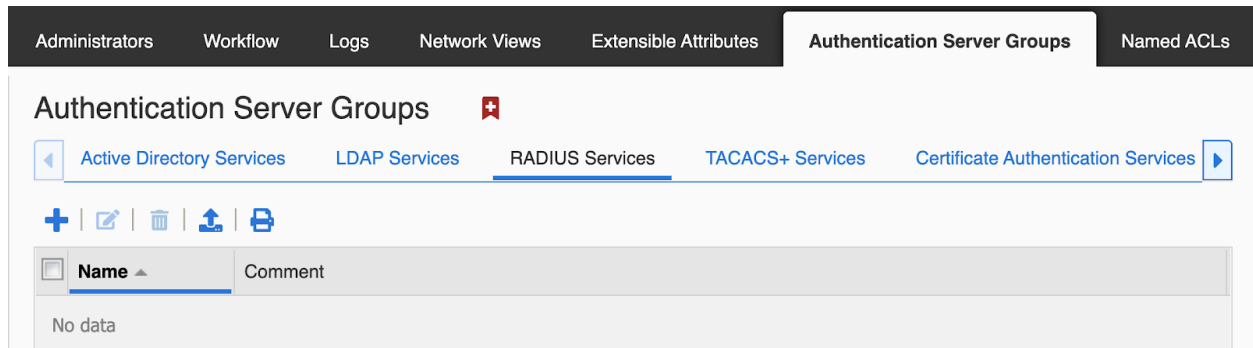 Administrators Workflow Logs Network Views Extensible Attributes Authentication Server Groups Named ACLs
Authentication Server Groups
Active Directory Services LDAP Services RADIUS Services TACACS+ Services Certificate Authentication Services
Name Comment
No data